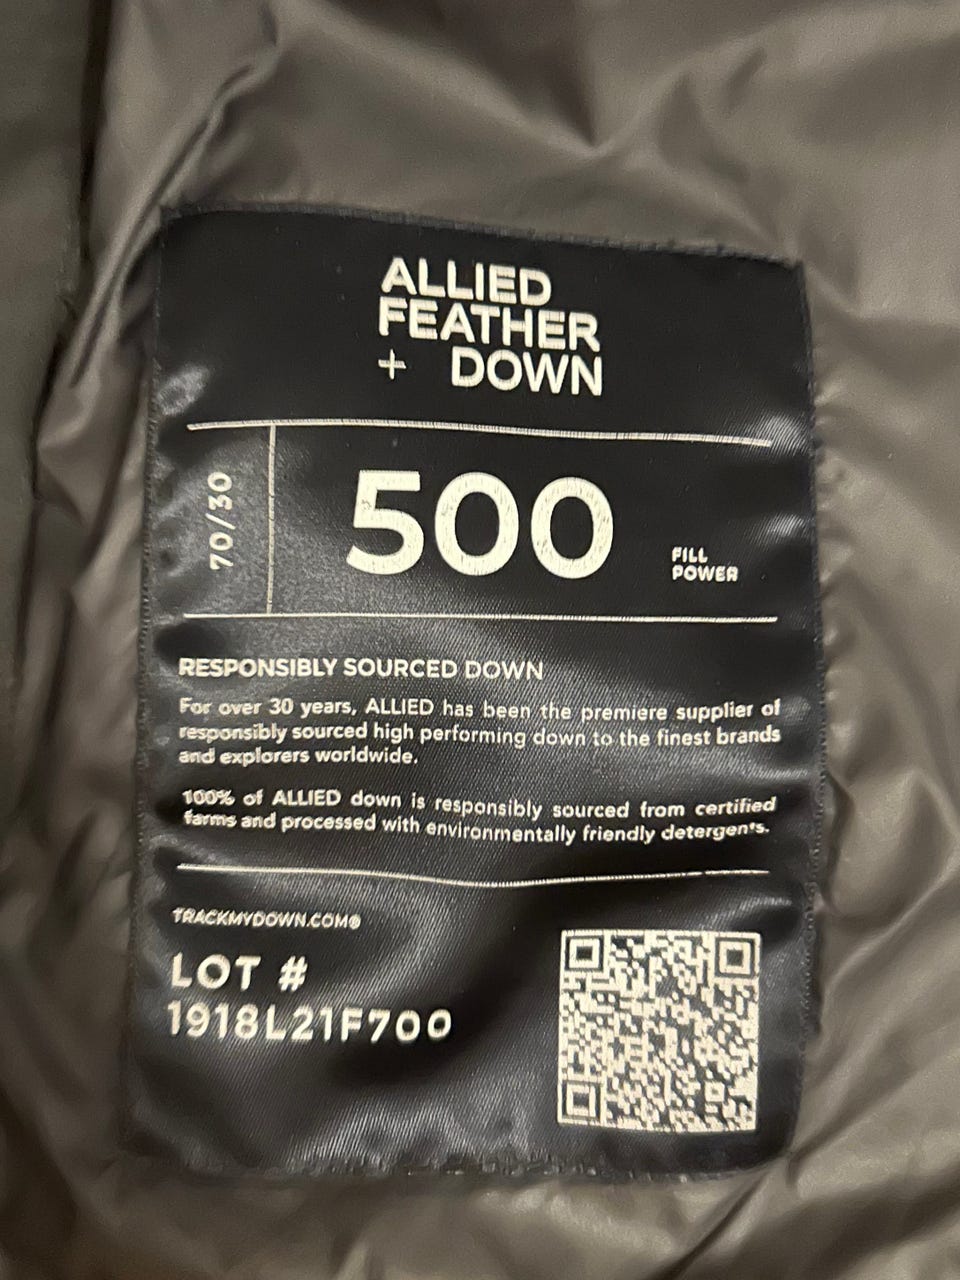 ALLIED
FEATHER
+ DOWN
70/30
500
FILL
POWER
RESPONSIBLY SOURCED DOWN
For over 30 years, ALLIED has been the premiere supplier of
responsibly sourced high performing down to the finest brands
and explorers worldwide.
100% of ALLIED down is responsibly sourced from certified
farms and processed with environmentally friendly detergents.
TRACKMYDOWN.COM®
LOT #
1918L21F700